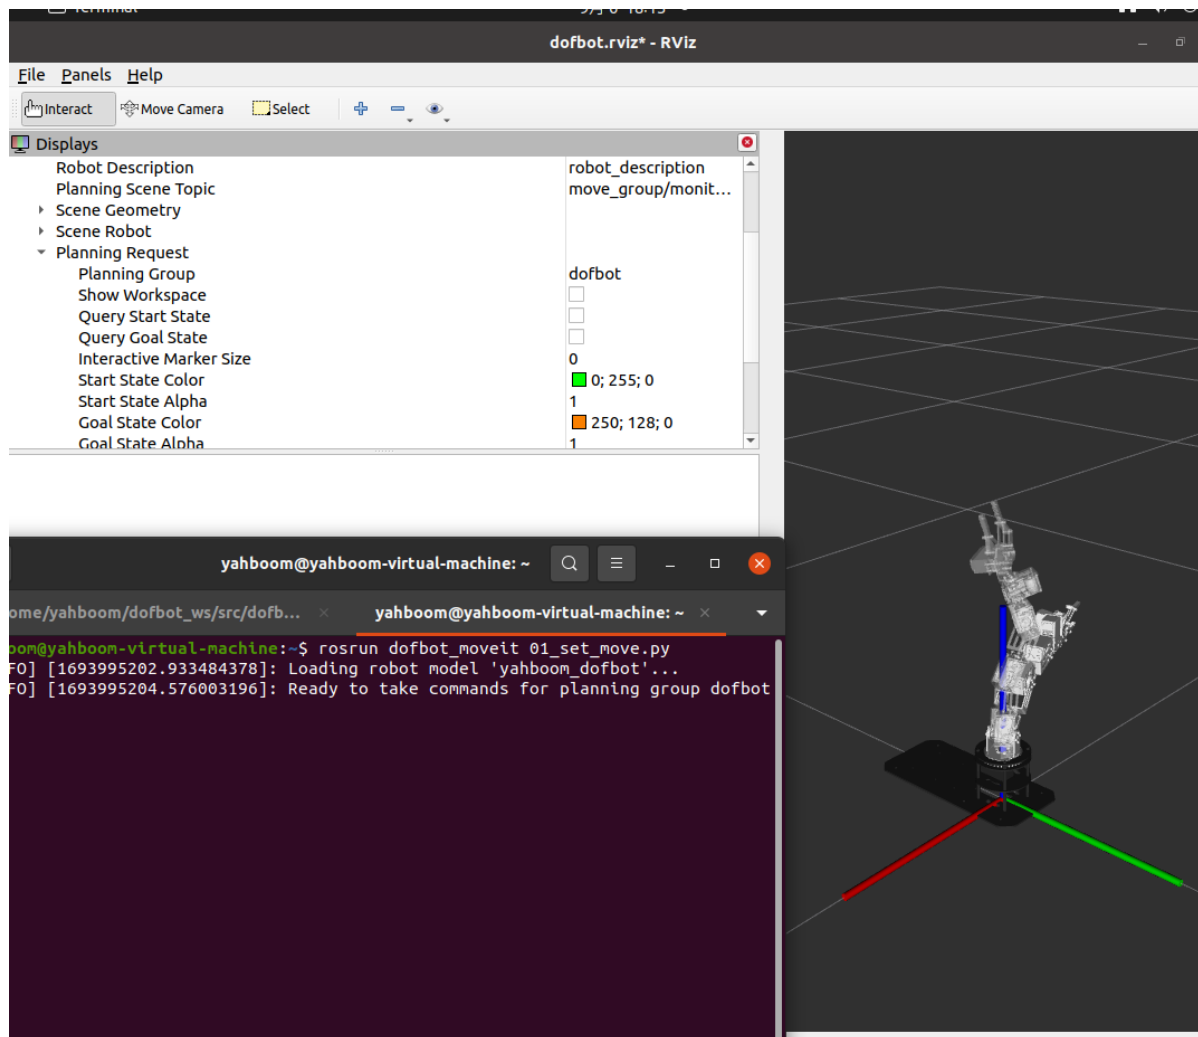 Terminal
dofbot.rviz* - RViz
File Panels Help
Interact Move Camera Select
Displays
Robot Description robot_description
Planning Scene Topic move_group/monit...
Scene Geometry
Scene Robot
Planning Request
Planning Group dofbot
Show Workspace
Query Start State
Query Goal State
Interactive Marker Size 0
Start State Color 0; 255; 0
Start State Alpha 1
Goal State Color 250; 128; 0
Goal State Alpha 1
yahboom@yahboom-virtual-machine: ~
ome/yahboom/dofbot_ws/src/dofb... yahboom@yahboom-virtual-machine: ~
oom@yahboom-virtual-machine:~$ rosrun dofbot_moveit 01_set_move.py
FO] [1693995202.933484378]: Loading robot model 'yahboom_dofbot'...
FO] [1693995204.576003196]: Ready to take commands for planning group dofbot